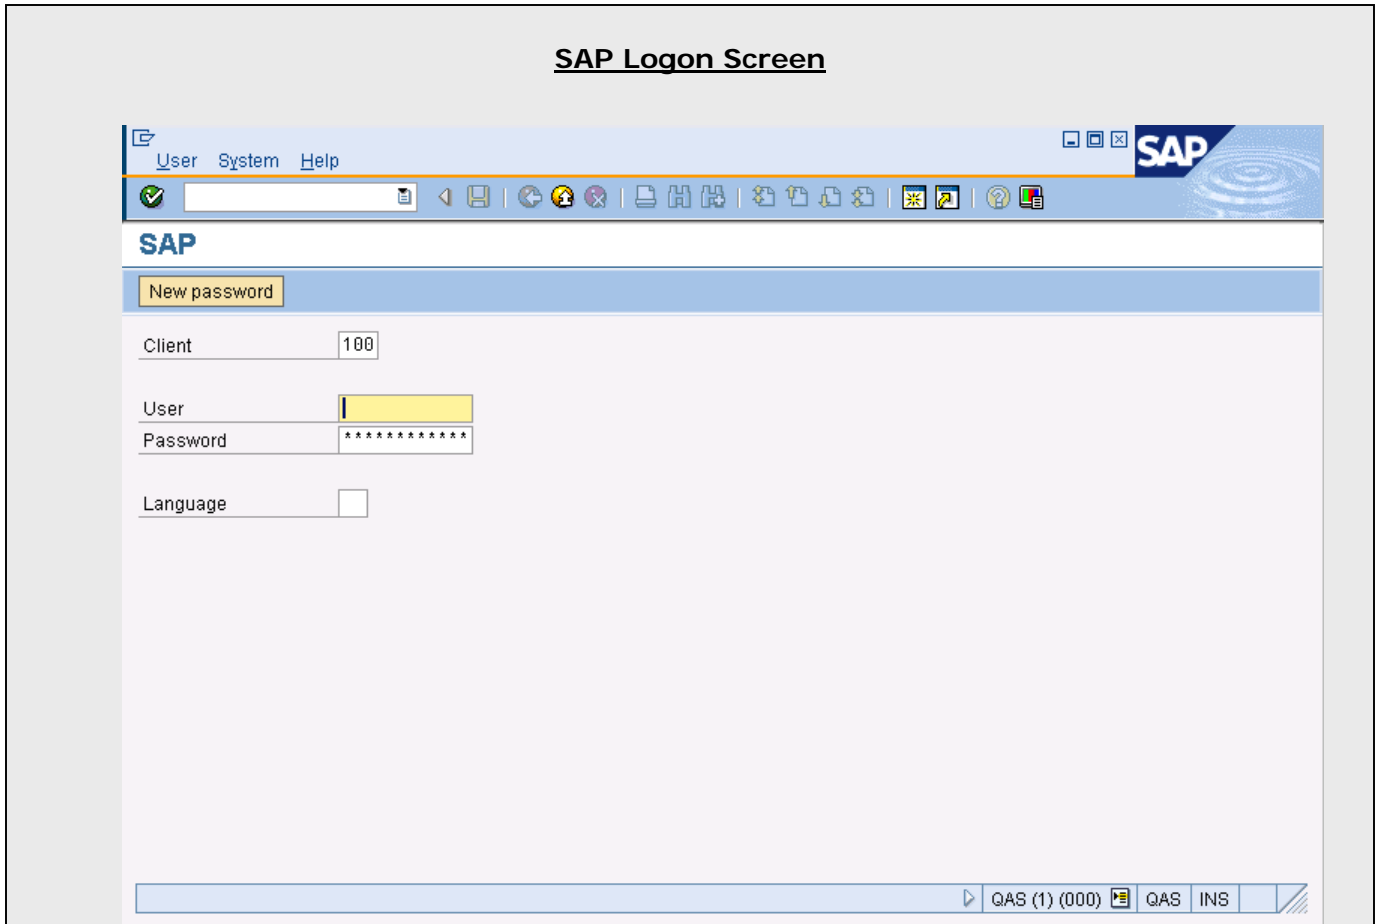 SAP Logon Screen
User System Help
SAP
SAP
New password
Client 100
User
Password ************
Language
QAS (1) (000) QAS INS